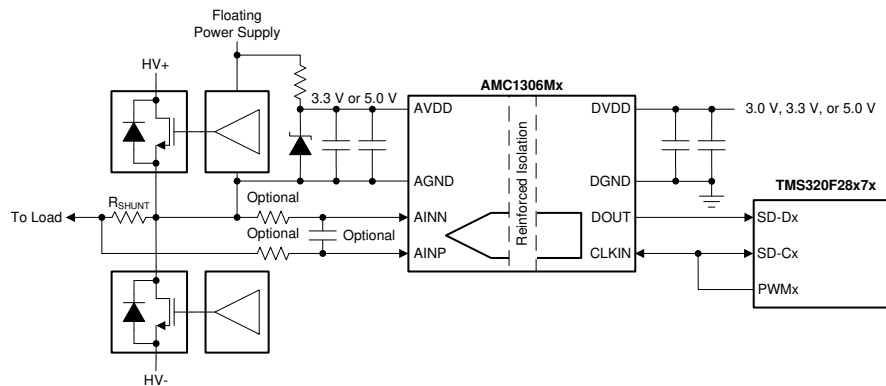 Floating
Power Supply
HV+
AMC1306Mx
3.3 V or 5.0 V
AVDD
DVDD
3.0 V, 3.3 V, or 5.0 V
Reinforced Isolation
AGND
DGND
TMS320F28x7x
Optional
To Load
RSHUNT
AINN
DOUT
SD-Dx
Optional
Optional
AINP
CLKIN
SD-Cx
PWMx
HV-